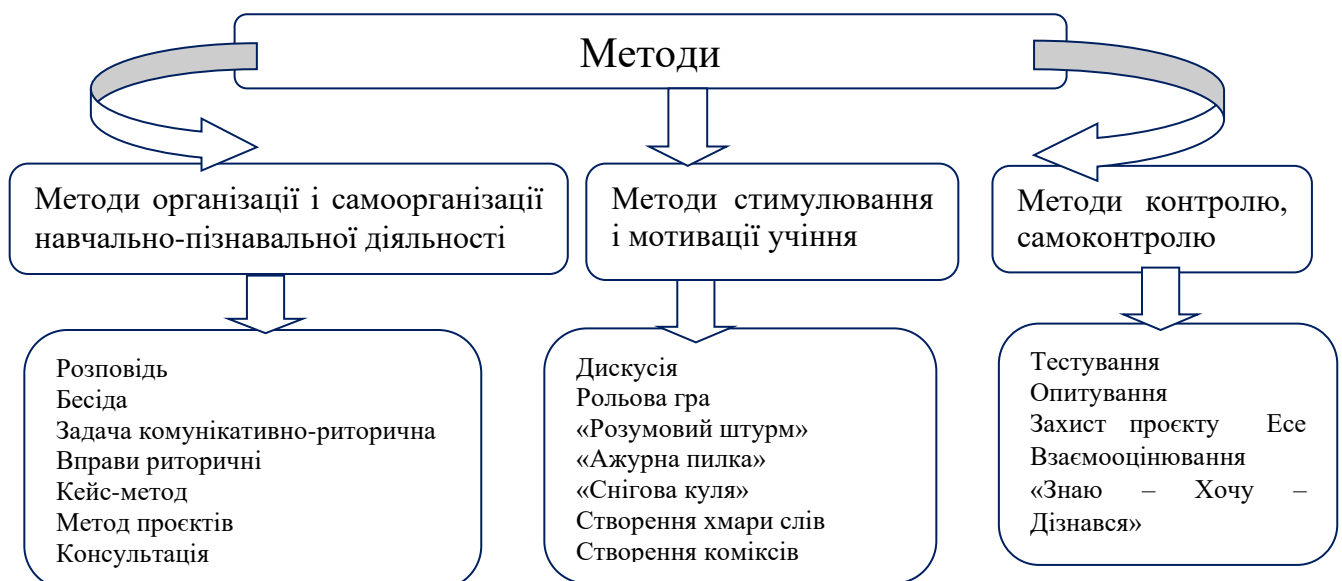 Методи
Методи організації і самоорганізації
навчально-пізнавальної діяльності
Методи стимулювання
і мотивації учіння
Методи контролю,
самоконтролю
Розповідь
Бесіда
Задача комунікативно-риторична
Вправи риторичні
Кейс-метод
Метод проєктів
Консультація
Дискусія
Рольова гра
«Розумовий штурм»
«Ажурна пилка»
«Снігова куля»
Створення хмари слів
Створення коміксів
Тестування
Опитування
Захист проєкту Есе
Взаємооцінювання
«Знаю – Хочу –
Дізнався»